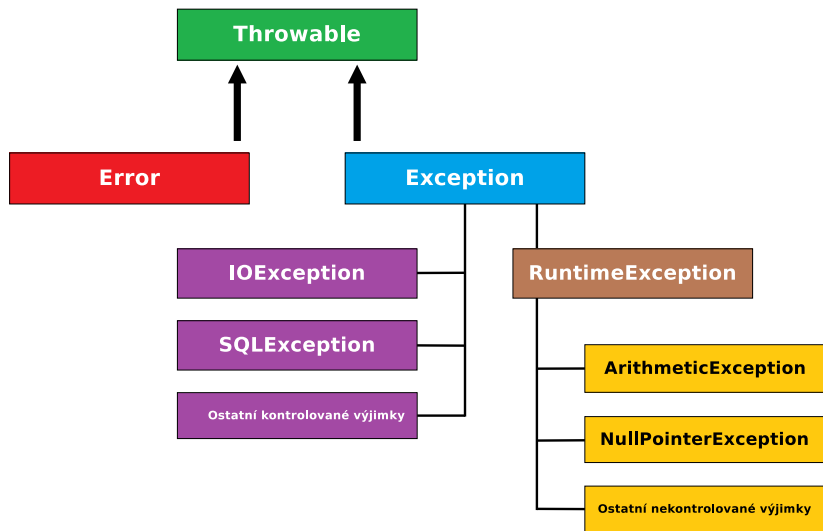 Throwable
Error
Exception
IOException
RuntimeException
SQLException
ArithmeticException
Ostatní kontrolované výjimky
NullPointerException
Ostatní nekontrolované výjimky